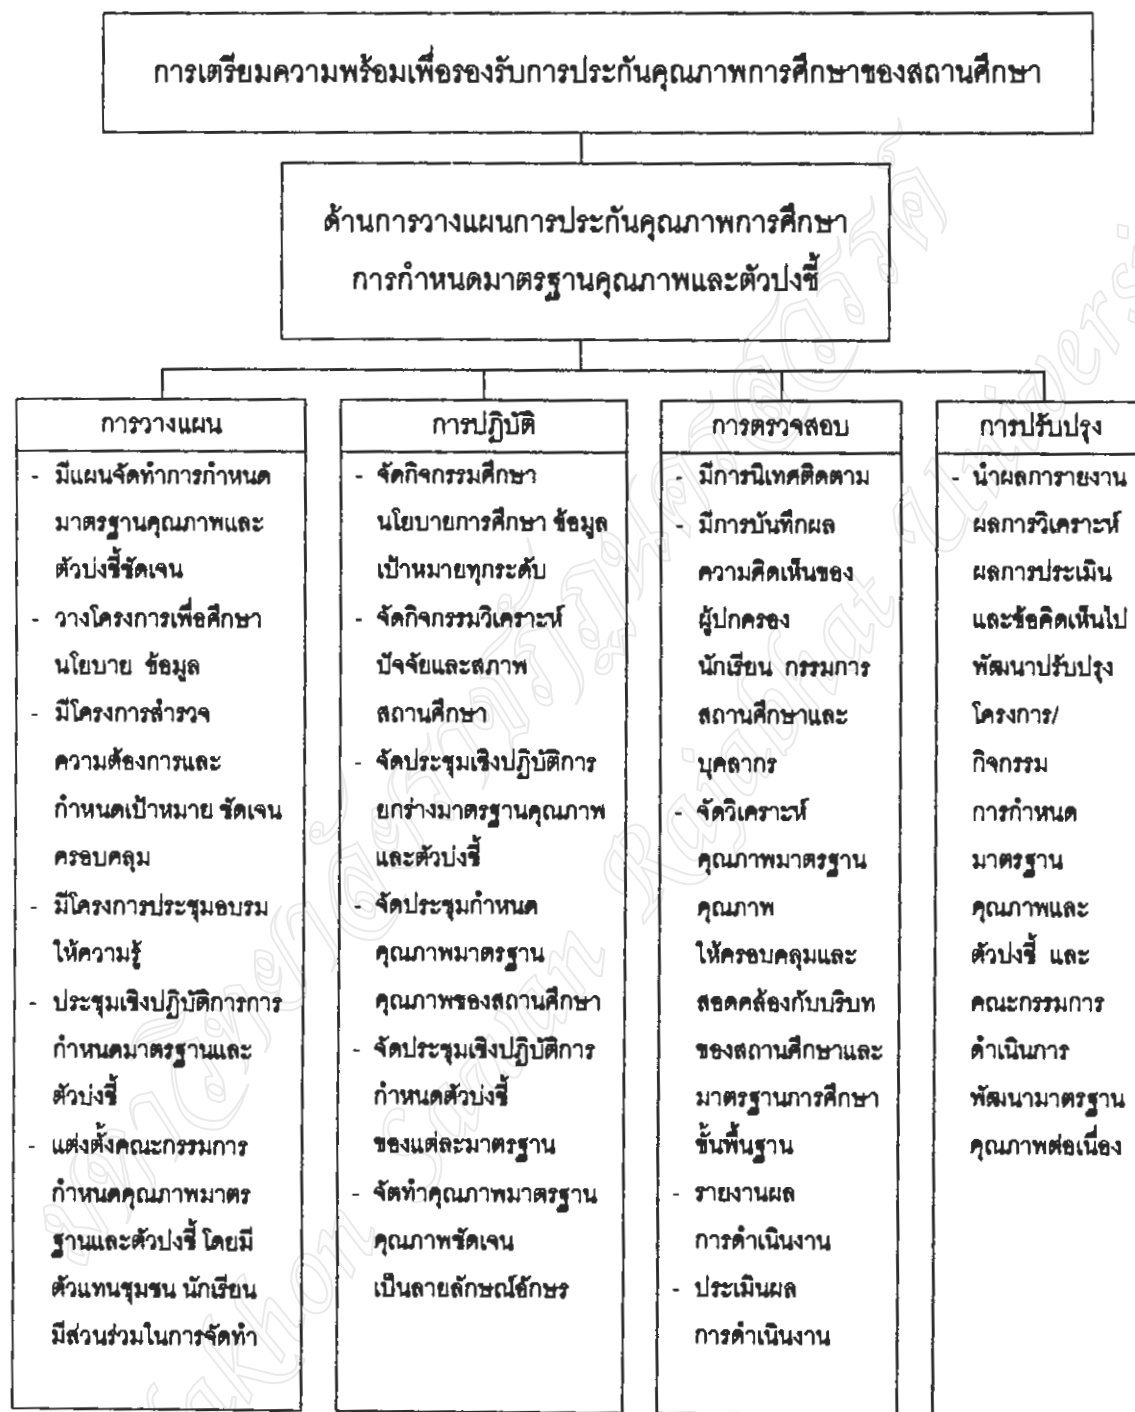 การเตรียมความพร้อมเพื่อรองรับการประกันคุณภาพการศึกษาของสถานศึกษา
ด้านการวางแผนการประกันคุณภาพการศึกษา
การกำหนดมาตรฐานคุณภาพและตัวบ่งชี้
การวางแผน
- มีแผนจัดทำการกำหนด
มาตรฐานคุณภาพและ
ตัวบ่งชี้ชัดเจน
- วางโครงการเพื่อศึกษา
นโยบาย ข้อมูล
- มีโครงการสำรวจ
ความต้องการและ
กำหนดเป้าหมาย ชัดเจน
ครอบคลุม
- มีโครงการประชุมอบรม
ให้ความรู้
- ประชุมเชิงปฏิบัติการการ
กำหนดมาตรฐานและ
ตัวบ่งชี้
- แต่งตั้งคณะกรรมการ
กำหนดคุณภาพมาตร
ฐานและตัวบ่งชี้ โดยมี
ตัวแทนชุมชน นักเรียน
มีส่วนร่วมในการจัดทำ
การปฏิบัติ
- จัดกิจกรรมศึกษา
นโยบายการศึกษา ข้อมูล
เป้าหมายทุกระดับ
- จัดกิจกรรมวิเคราะห์
ปัจจัยและสภาพ
สถานศึกษา
- จัดประชุมเชิงปฏิบัติการ
ยกร่างมาตรฐานคุณภาพ
และตัวบ่งชี้
- จัดประชุมกำหนด
คุณภาพมาตรฐาน
คุณภาพของสถานศึกษา
- จัดประชุมเชิงปฏิบัติการ
กำหนดตัวบ่งชี้
ของแต่ละมาตรฐาน
- จัดทำคุณภาพมาตรฐาน
คุณภาพชัดเจน
เป็นลายลักษณ์อักษร
การตรวจสอบ
- มีการนิเทศติดตาม
- มีการบันทึกผล
ความคิดเห็นของ
ผู้ปกครอง
นักเรียน กรรมการ
สถานศึกษาและ
บุคลากร
- จัดวิเคราะห์
คุณภาพมาตรฐาน
คุณภาพ
ให้ครอบคลุมและ
สอดคล้องกับบริบท
ของสถานศึกษาและ
มาตรฐานการศึกษา
ขั้นพื้นฐาน
- รายงานผล
การดำเนินงาน
- ประเมินผล
การดำเนินงาน
การปรับปรุง
- นำผลการายงาน
ผลการวิเคราะห์
ผลการประเมิน
และข้อคิดเห็นไป
พัฒนาปรับปรุง
โครงการ/
กิจกรรม
การกำหนด
มาตรฐาน
คุณภาพและ
ตัวบ่งชี้ และ
คณะกรรมการ
ดำเนินการ
พัฒนามาตรฐาน
คุณภาพต่อเนื่อง